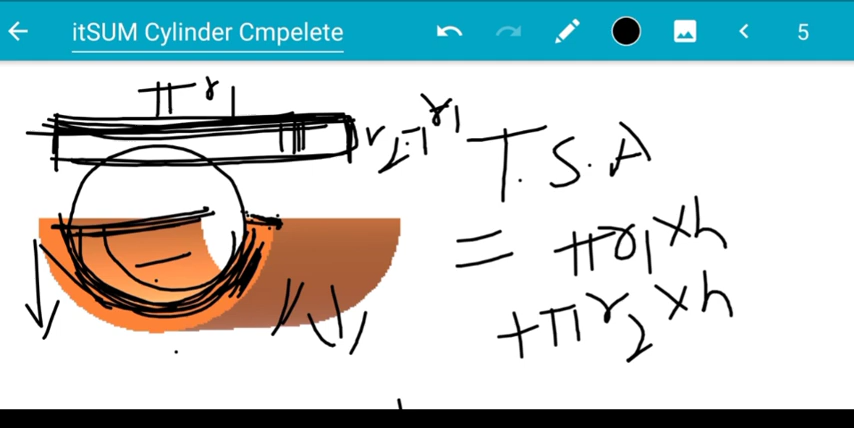 itSUM Cylinder Cmpelete
5
πr₁
r₂-r₁
T.S.A
= πr₁×h
+πr₂×h